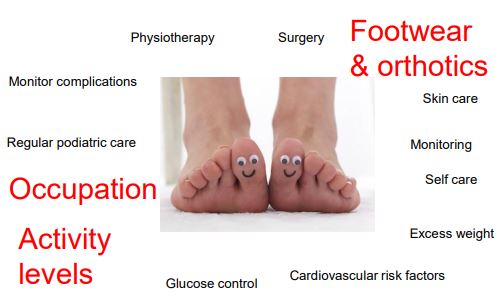 Physiotherapy
Surgery
Footwear
& orthotics
Monitor complications
Skin care
Regular podiatric care
Monitoring
Self care
Occupation
Activity
levels
Excess weight
Glucose control
Cardiovascular risk factors